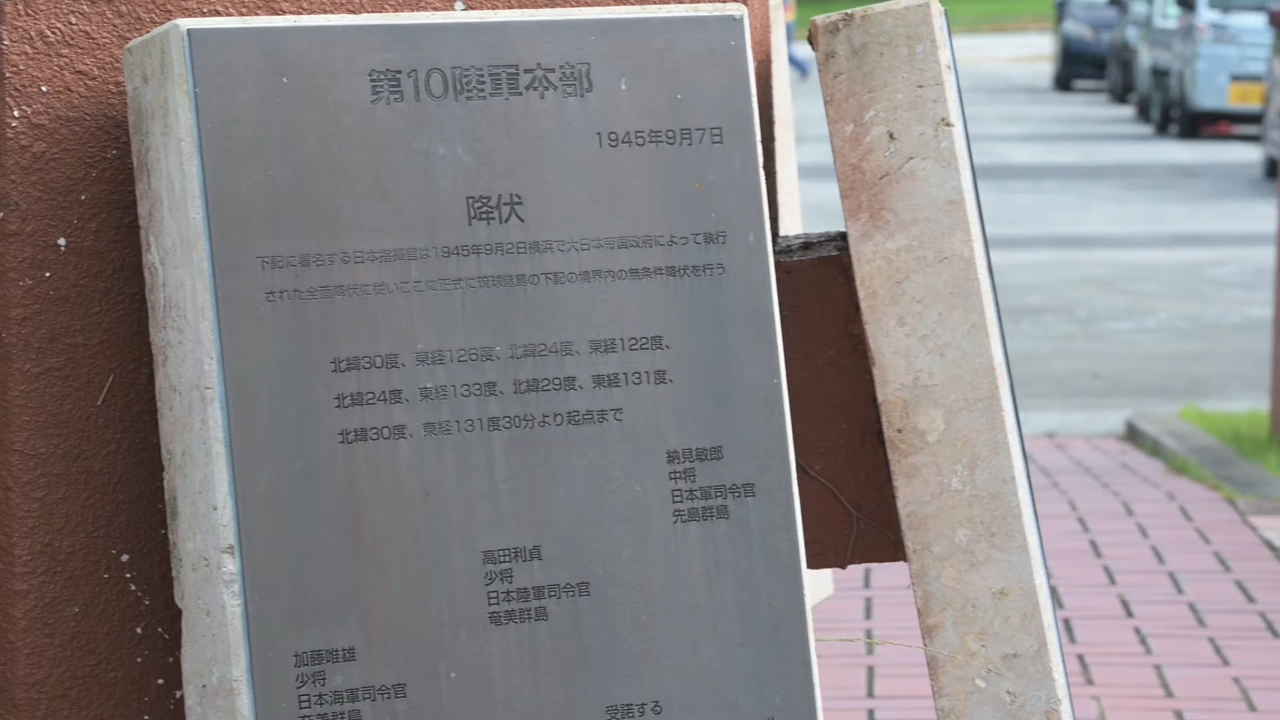 第10陸軍本部
1945年9月7日
降伏
下記に署名する日本指揮官は1945年9月2日横浜で大日本帝国政府によって執行
された全面降伏に従いここに正式に琉球諸島の下記の境界内の無条件降伏を行う
北緯30度、東経126度、北緯24度、東経122度、
北緯24度、東経133度、北緯29度、東経131度、
北緯30度、東経131度30分より起点まで
納見敏郎
中将
日本軍司令官
先島群島
高田利貞
少将
日本陸軍司令官
奄美群島
加藤唯雄
少将
日本海軍司令官
奄美群島
受諾する